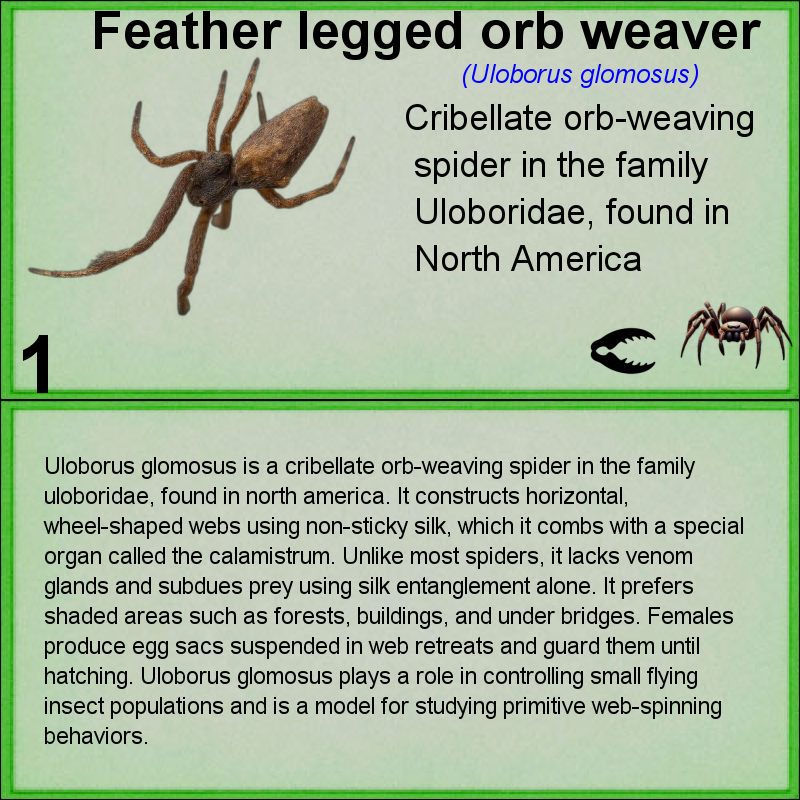 Feather legged orb weaver
(Uloborus glomosus)
Cribellate orb-weaving
spider in the family
Uloboridae, found in
North America
1
Uloborus glomosus is a cribellate orb-weaving spider in the family
uloboridae, found in north america. It constructs horizontal,
wheel-shaped webs using non-sticky silk, which it combs with a special
organ called the calamistrum. Unlike most spiders, it lacks venom
glands and subdues prey using silk entanglement alone. It prefers
shaded areas such as forests, buildings, and under bridges. Females
produce egg sacs suspended in web retreats and guard them until
hatching. Uloborus glomosus plays a role in controlling small flying
insect populations and is a model for studying primitive web-spinning
behaviors.